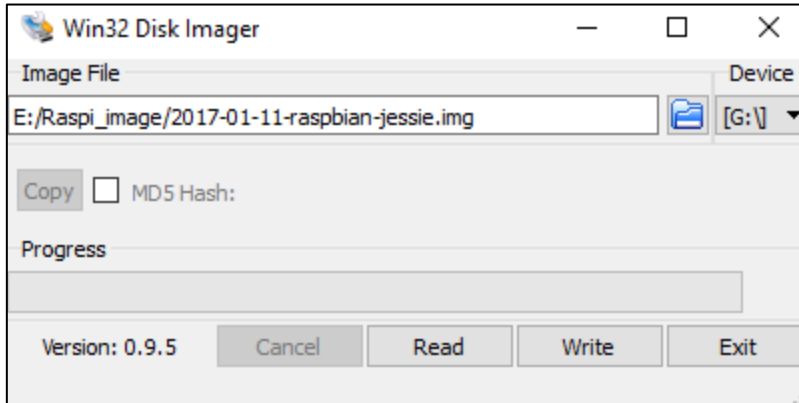 Win32 Disk Imager
Image File Device
E:/Raspi_image/2017-01-11-raspbian-jessie.img [G:\]
Copy MD5 Hash:
Progress
Version: 0.9.5 Cancel Read Write Exit